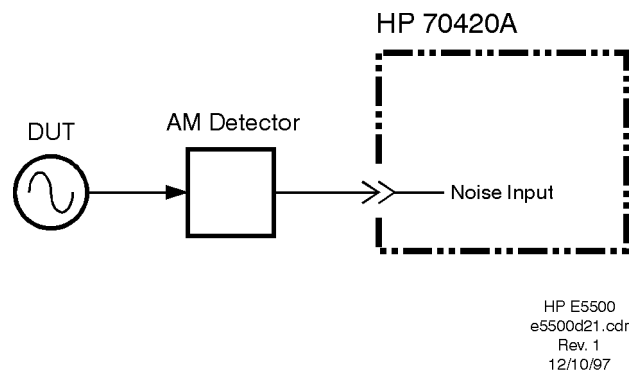 HP 70420A
DUT
AM Detector
Noise Input
HP E5500
e5500d21.cdr
Rev. 1
12/10/97